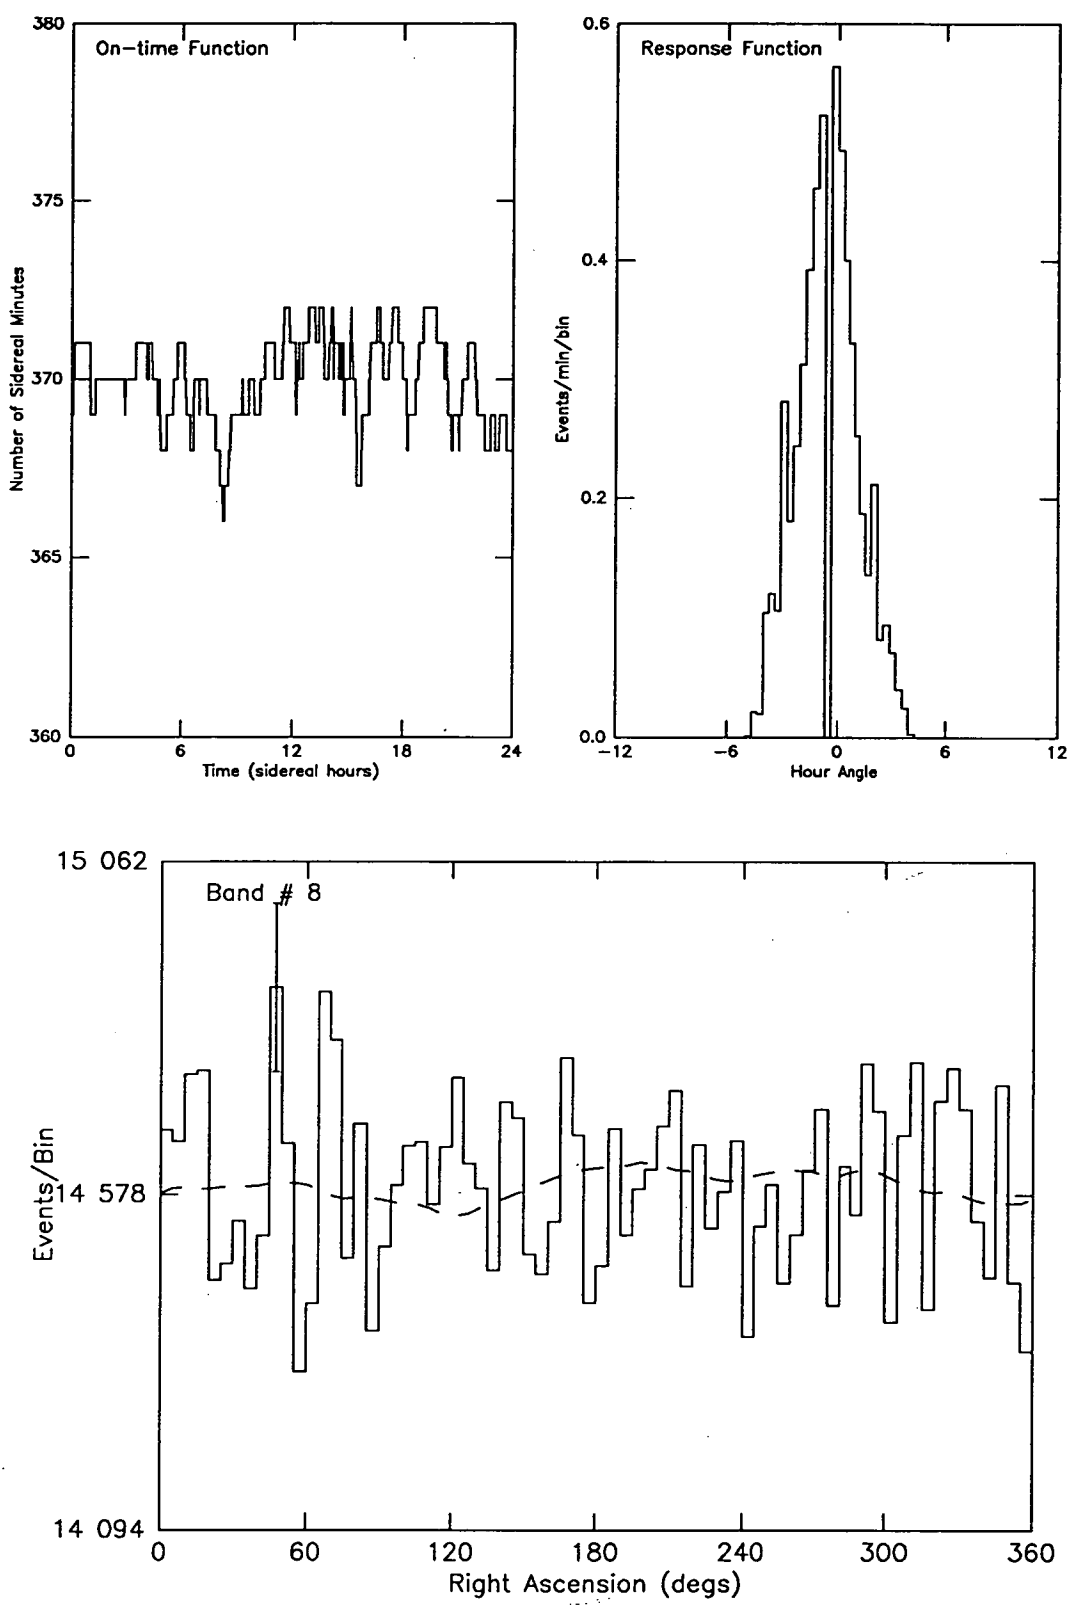 380
On-time Function
375
370
365
360
Number of Sidereal Minutes
0 6 12 18 24
Time (sidereal hours)
0.6
Response Function
0.4
0.2
0.0
Events/min/bin
-12 -6 0 6 12
Hour Angle
15 062
Band # 8
14 578
14 094
Events/Bin
0 60 120 180 240 300 360
Right Ascension (degs)